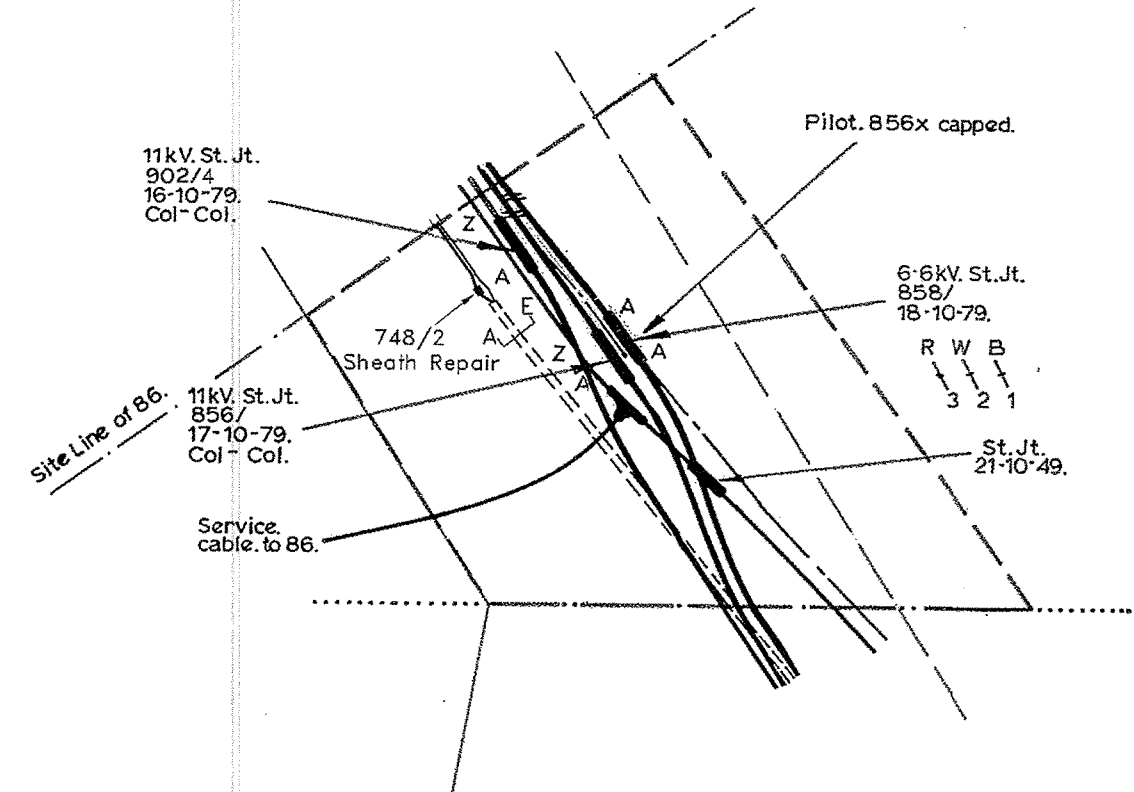 Pilot. 856x capped.
11kV. St. Jt.
902/4
16-10-79.
Col-Col.
Z
A
E
A
748/2
Sheath Repair
Z
A
A
A
6·6kV. St. Jt.
858/
18-10-79.
R W B
3 2 1
11kV. St. Jt.
856/
17-10-79.
Col- Col.
Site Line of 86.
St. Jt.
21-10-49.
Service.
cable. to 86.